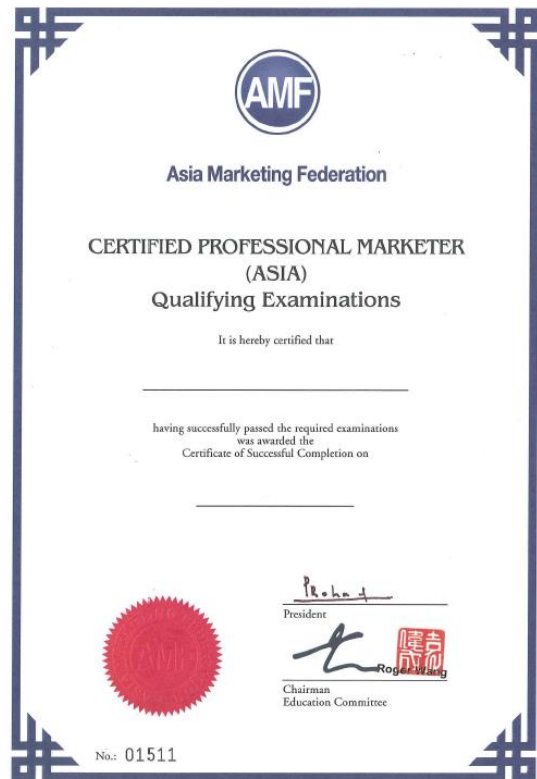 AMF
Asia Marketing Federation
CERTIFIED PROFESSIONAL MARKETER
(ASIA)
Qualifying Examinations
It is hereby certified that
having successfully passed the required examinations
was awarded the
Certificate of Successful Completion on
President
Roger Wang
Chairman
Education Committee
AMF
No.: 01511